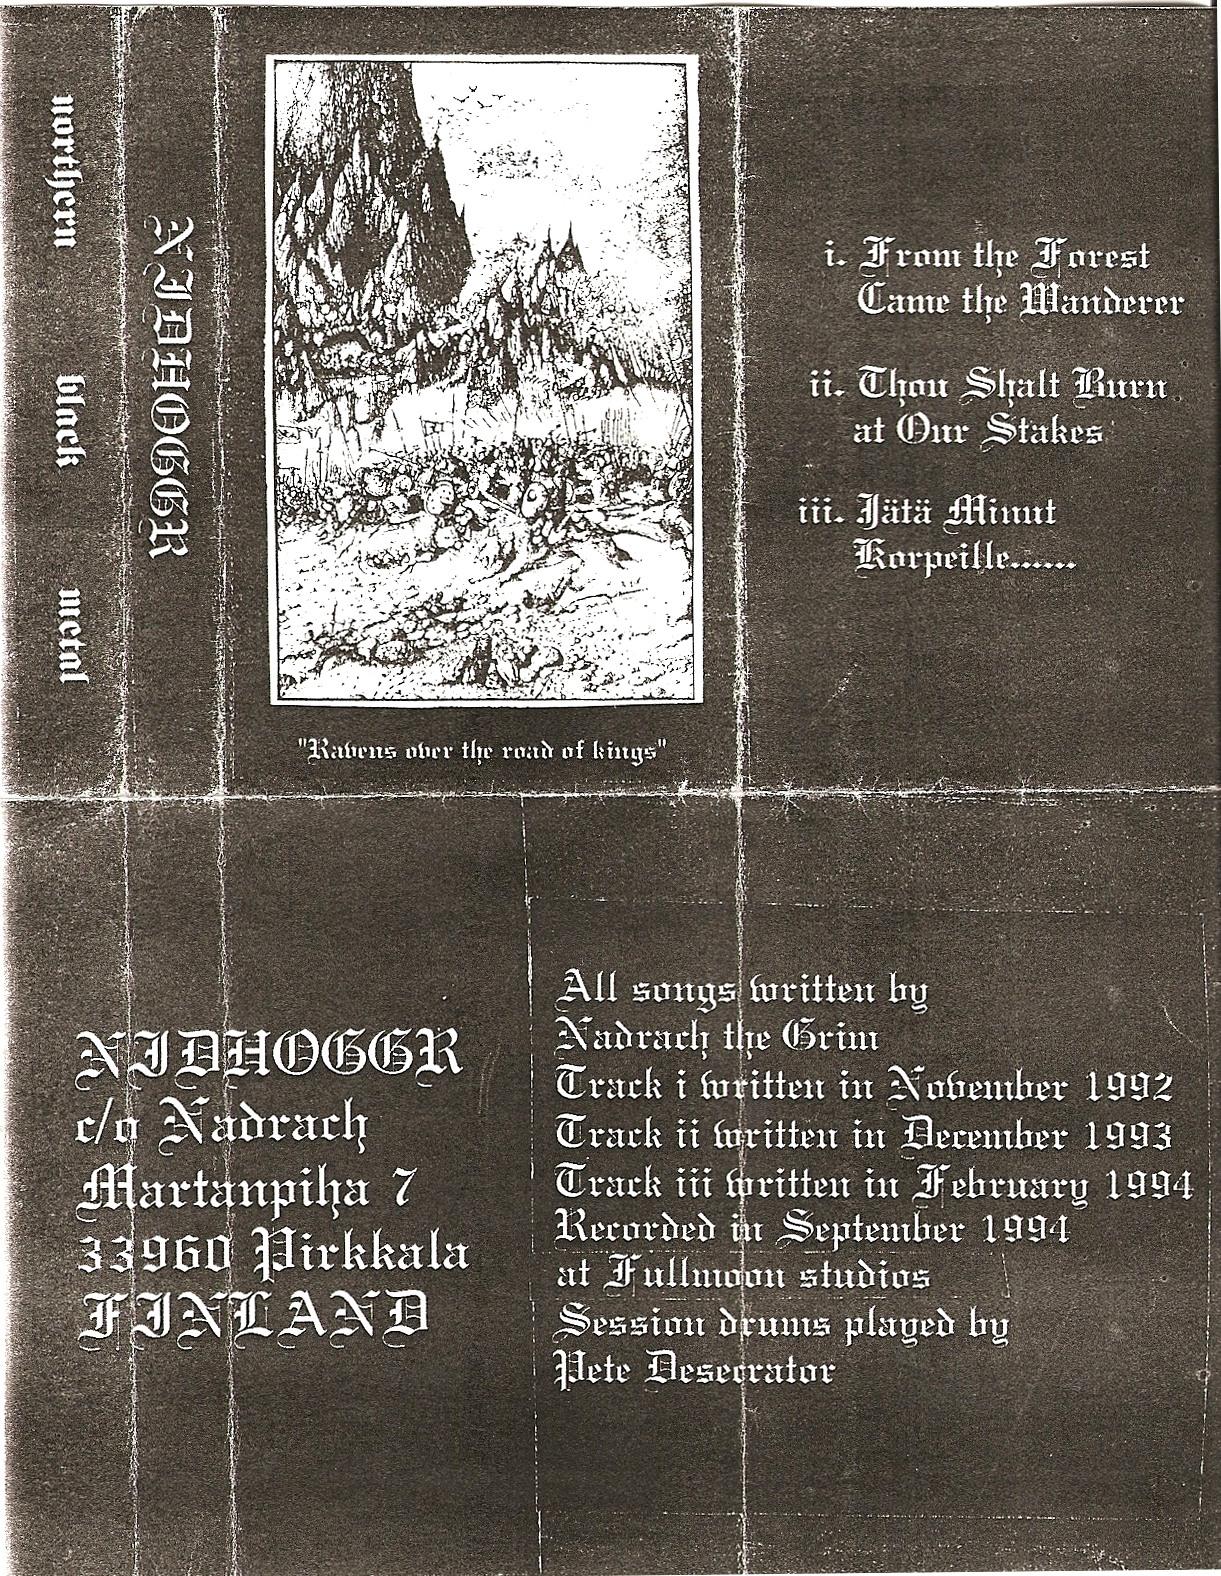 northern black metal
NIDHOGGR
"Ravens over the road of kings"
i. From the Forest
Came the Wanderer
ii. Thou Shalt Burn
at Our Stakes
iii. Jätä Minut
Korpeille......
NIDHOGGR
c/o Nadrach
Martanpiha 7
33960 Pirkkala
FINLAND
All songs written by
Nadrach the Grim
Track i written in November 1992
Track ii written in December 1993
Track iii written in February 1994
Recorded in September 1994
at Fullmoon studios
Session drums played by
Pete Desecrator